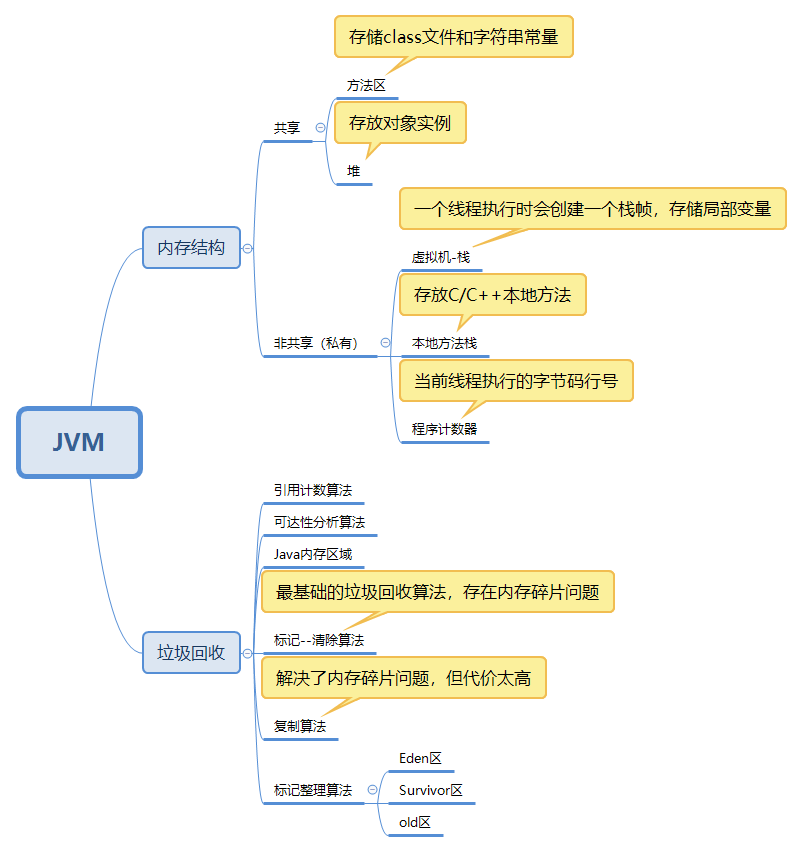 存储class文件和字符串常量
方法区
共享
存放对象实例
堆
一个线程执行时会创建一个栈帧，存储局部变量
内存结构
虚拟机-栈
存放C/C++本地方法
非共享（私有）
本地方法栈
当前线程执行的字节码行号
程序计数器
JVM
引用计数算法
可达性分析算法
Java内存区域
最基础的垃圾回收算法，存在内存碎片问题
标记--清除算法
垃圾回收
解决了内存碎片问题，但代价太高
复制算法
Eden区
标记整理算法
Survivor区
old区